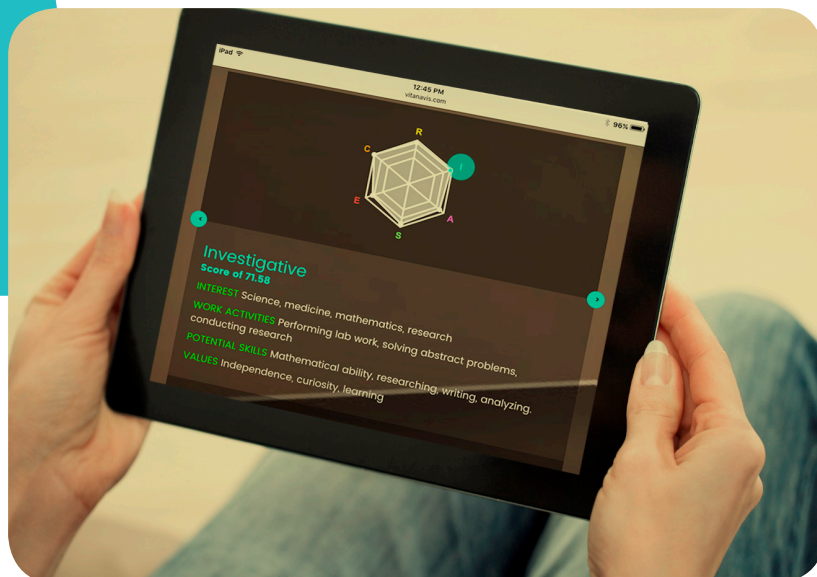 iPad
12:45 PM
vitanavis.com
96%
R
C
I
E
A
S
Investigative
Score of 71.58
INTEREST Science, medicine, mathematics, research
WORK ACTIVITIES Performing lab work, solving abstract problems,
conducting research
POTENTIAL SKILLS Mathematical ability, researching, writing, analyzing.
VALUES Independence, curiosity, learning